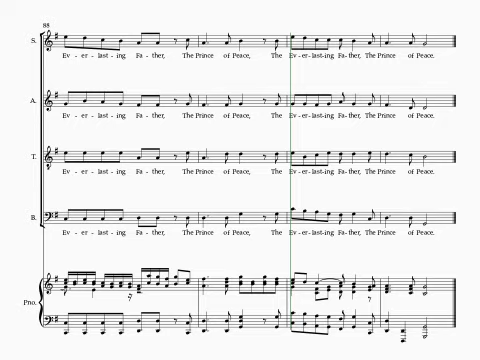 88
S.
Ev - er - last - ing Fa - ther, The Prince of Peace, The Ev - er - last - ing Fa - ther, The Prince of Peace.
A.
Ev - er - last - ing Fa - ther, The Prince of Peace, The Ev - er - last - ing Fa - ther, The Prince of Peace.
T.
Ev - er - last - ing Fa - ther, The Prince of Peace, The Ev - er - last - ing Fa - ther, The Prince of Peace.
B.
Ev - er - last - ing Fa - ther, The Prince of Peace, The Ev - er - last - ing Fa - ther, The Prince of Peace.
Pno.